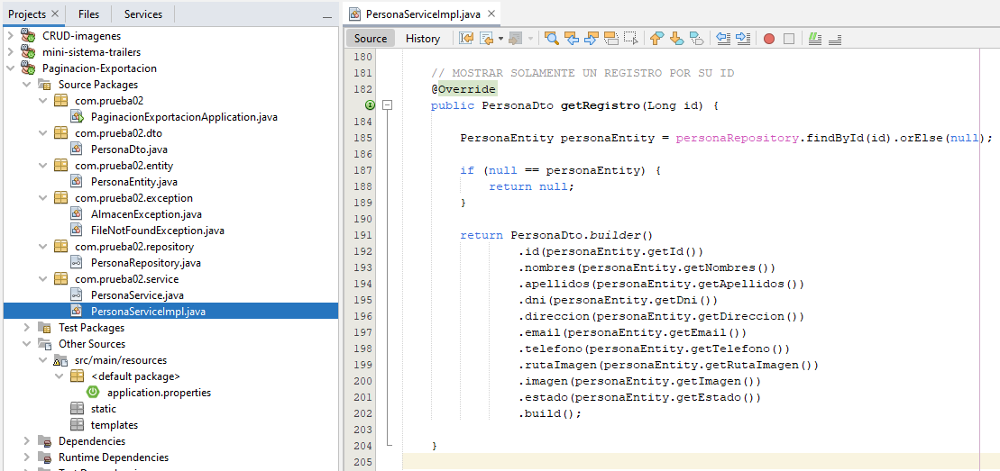 Projects
Files
Services
CRUD-imagenes
mini-sistema-trailers
Paginacion-Exportacion
Source Packages
com.prueba02
PaginacionExportacionApplication.java
com.prueba02.dto
PersonaDto.java
com.prueba02.entity
PersonaEntity.java
com.prueba02.exception
AlmacenException.java
FileNotFoundException.java
com.prueba02.repository
PersonaRepository.java
com.prueba02.service
PersonaService.java
PersonaServiceImpl.java
Test Packages
Other Sources
src/main/resources
<default package>
application.properties
static
templates
Dependencies
Runtime Dependencies
PersonaServiceImpl.java
Source History
180
181 // MOSTRAR SOLAMENTE UN REGISTRO POR SU ID
182 @Override
public PersonaDto getRegistro(Long id) {
184
185 PersonaEntity personaEntity = personaRepository.findById(id).orElse(null);
186
187 if (null == personaEntity) {
188 return null;
189 }
190
191 return PersonaDto.builder()
192 .id(personaEntity.getId())
193 .nombres(personaEntity.getNombres())
194 .apellidos(personaEntity.getApellidos())
195 .dni(personaEntity.getDni())
196 .direccion(personaEntity.getDireccion())
197 .email(personaEntity.getEmail())
198 .telefono(personaEntity.getTelefono())
199 .rutaImagen(personaEntity.getRutaImagen())
200 .imagen(personaEntity.getImagen())
201 .estado(personaEntity.getEstado())
202 .build();
203
204 }
205